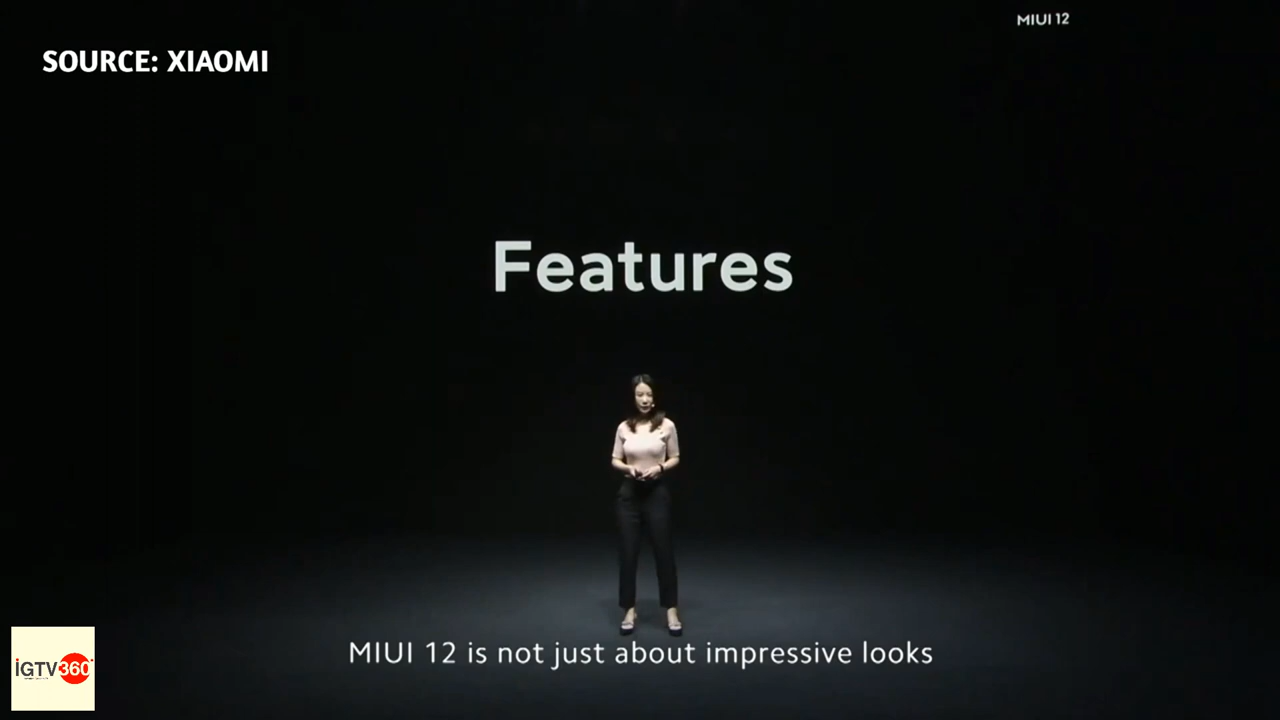 MIUI 12
SOURCE: XIAOMI
Features
MIUI 12 is not just about impressive looks
iGTV360